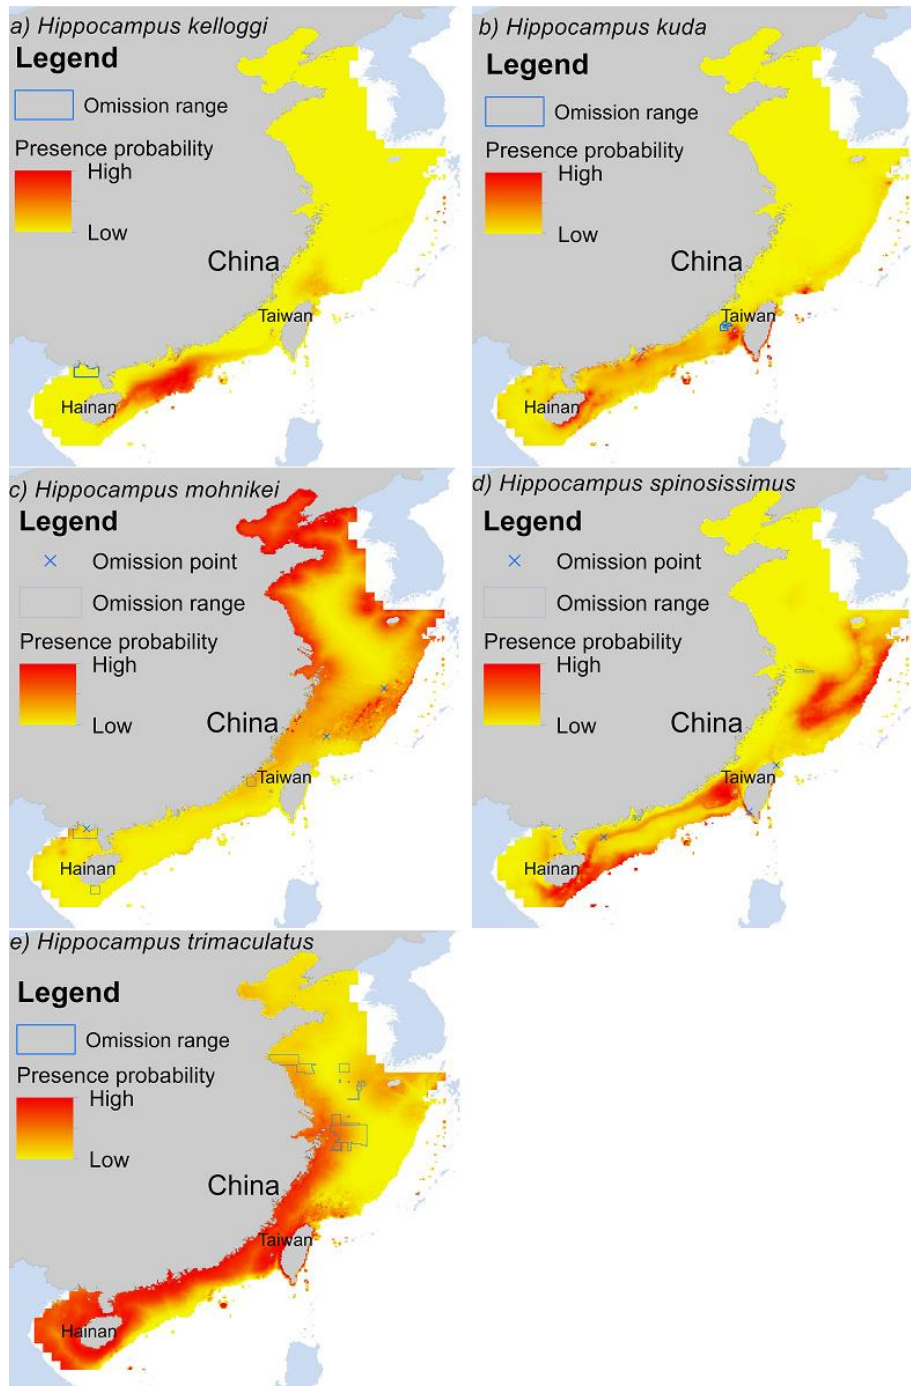 a) Hippocampus kelloggi
Legend
Omission range
Presence probability
High
Low
China
Taiwan
Hainan
b) Hippocampus kuda
Legend
Omission range
Presence probability
High
Low
China
Taiwan
Hainan
c) Hippocampus mohnikei
Legend
Omission point
Omission range
Presence probability
High
Low
China
Taiwan
Hainan
d) Hippocampus spinosissimus
Legend
Omission point
Omission range
Presence probability
High
Low
China
Taiwan
Hainan
e) Hippocampus trimaculatus
Legend
Omission range
Presence probability
High
Low
China
Taiwan
Hainan